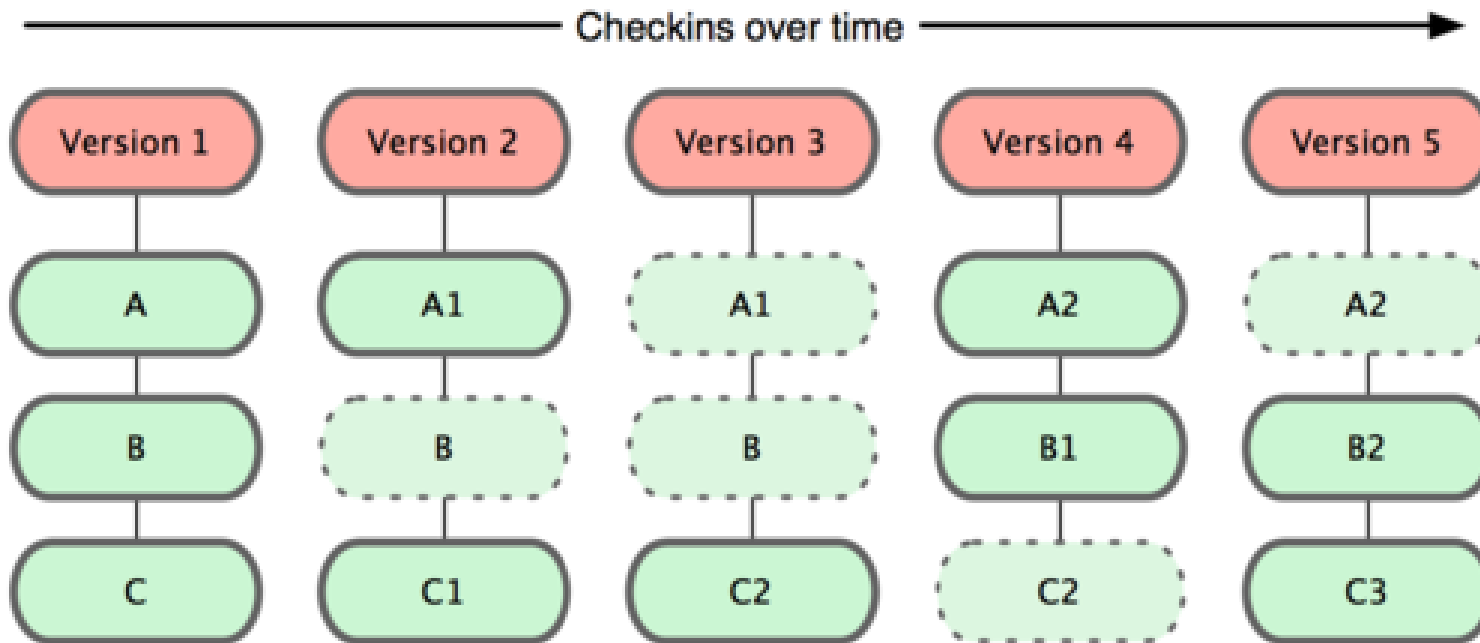 Checkins over time
Version 1 Version 2 Version 3 Version 4 Version 5
A A1 A1 A2 A2
B B B B1 B2
C C1 C2 C2 C3